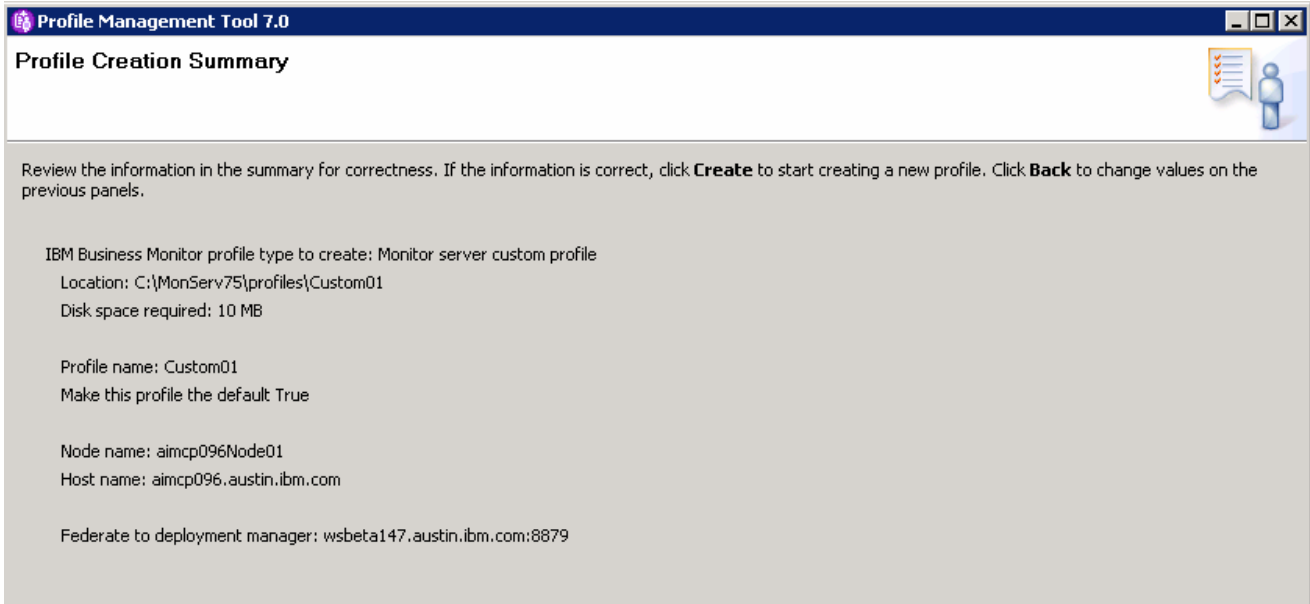 Profile Management Tool 7.0
Profile Creation Summary
Review the information in the summary for correctness. If the information is correct, click Create to start creating a new profile. Click Back to change values on the
previous panels.
IBM Business Monitor profile type to create: Monitor server custom profile
Location: C:\MonServ75\profiles\Custom01
Disk space required: 10 MB
Profile name: Custom01
Make this profile the default True
Node name: aimcp096Node01
Host name: aimcp096.austin.ibm.com
Federate to deployment manager: wsbeta147.austin.ibm.com:8879